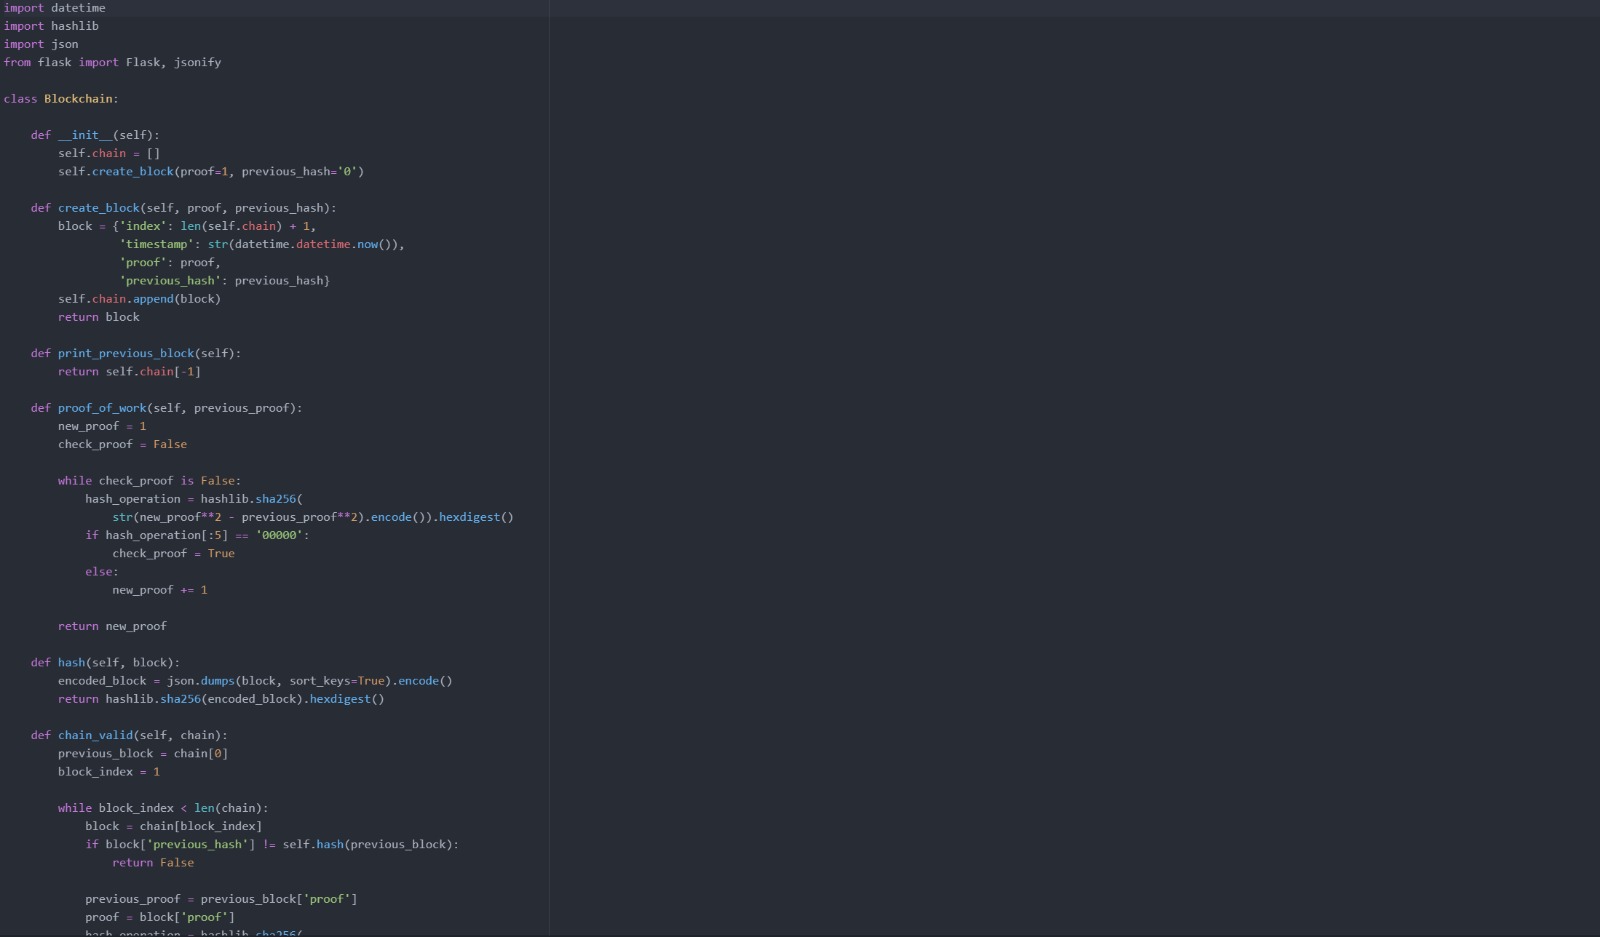 import datetime
import hashlib
import json
from flask import Flask, jsonify

class Blockchain:

    def __init__(self):
        self.chain = []
        self.create_block(proof=1, previous_hash='0')

    def create_block(self, proof, previous_hash):
        block = {'index': len(self.chain) + 1,
                 'timestamp': str(datetime.datetime.now()),
                 'proof': proof,
                 'previous_hash': previous_hash}
        self.chain.append(block)
        return block

    def print_previous_block(self):
        return self.chain[-1]

    def proof_of_work(self, previous_proof):
        new_proof = 1
        check_proof = False

        while check_proof is False:
            hash_operation = hashlib.sha256(
                str(new_proof**2 - previous_proof**2).encode()).hexdigest()
            if hash_operation[:5] == '00000':
                check_proof = True
            else:
                new_proof += 1

        return new_proof

    def hash(self, block):
        encoded_block = json.dumps(block, sort_keys=True).encode()
        return hashlib.sha256(encoded_block).hexdigest()

    def chain_valid(self, chain):
        previous_block = chain[0]
        block_index = 1

        while block_index < len(chain):
            block = chain[block_index]
            if block['previous_hash'] != self.hash(previous_block):
                return False

            previous_proof = previous_block['proof']
            proof = block['proof']
            hash_operation = hashlib.sha256(